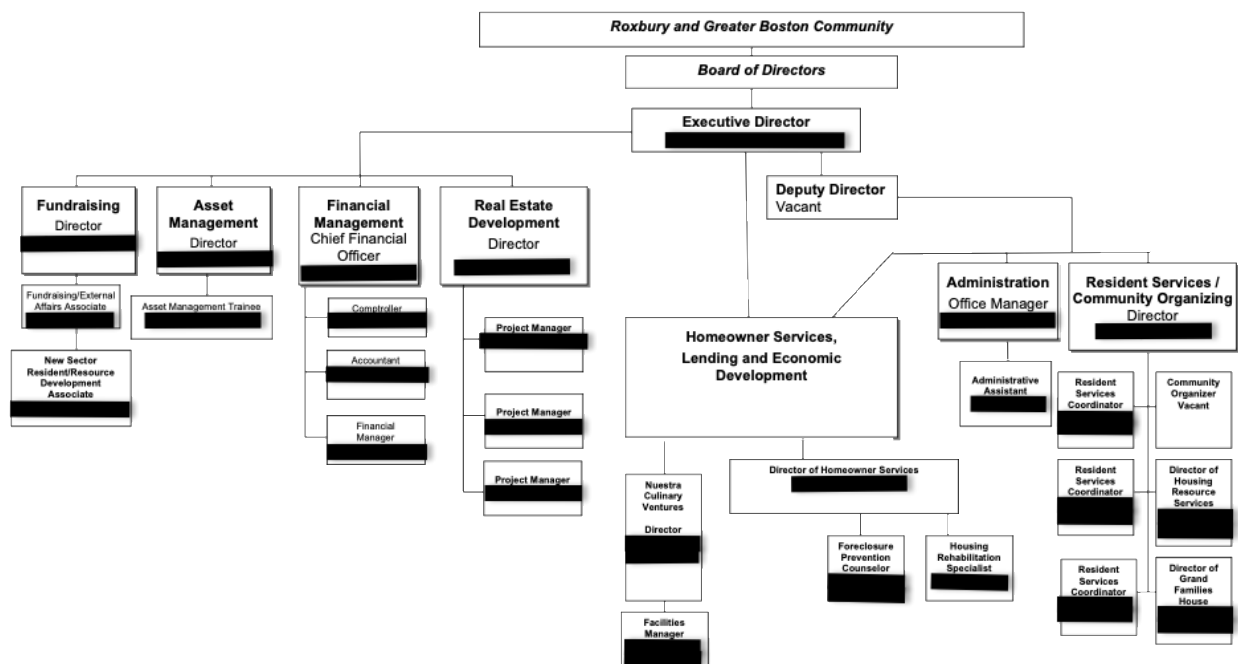 Roxbury and Greater Boston Community
Board of Directors
Executive Director
Deputy Director
Vacant
Fundraising
Director
Asset
Management
Director
Financial
Management
Chief Financial
Officer
Real Estate
Development
Director
Administration
Office Manager
Resident Services /
Community Organizing
Director
Fundraising/External
Affairs Associate
Asset Management Trainee
Comptroller
Project Manager
Homeowner Services,
Lending and Economic
Development
New Sector
Resident/Resource
Development
Associate
Accountant
Administrative
Assistant
Resident
Services
Coordinator
Community
Organizer
Vacant
Project Manager
Financial
Manager
Project Manager
Director of Homeowner Services
Resident
Services
Coordinator
Director of
Housing
Resource
Services
Nuestra
Culinary
Ventures
Director
Foreclosure
Prevention
Counselor
Housing
Rehabilitation
Specialist
Resident
Services
Coordinator
Director of
Grand
Families
House
Facilities
Manager